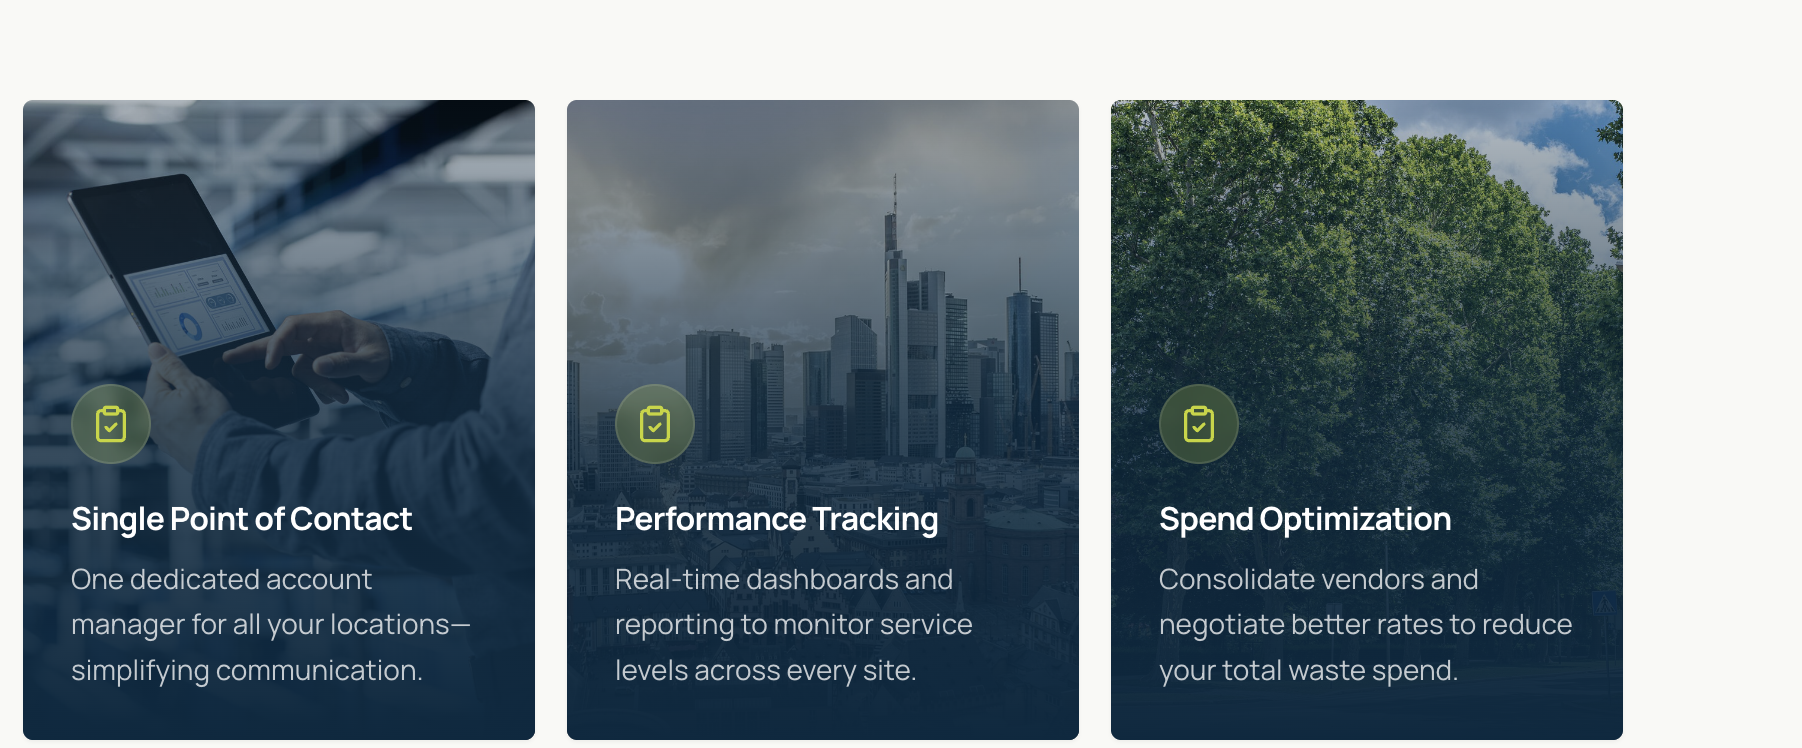 Single Point of Contact
One dedicated account
manager for all your locations—
simplifying communication.
Performance Tracking
Real-time dashboards and
reporting to monitor service
levels across every site.
Spend Optimization
Consolidate vendors and
negotiate better rates to reduce
your total waste spend.